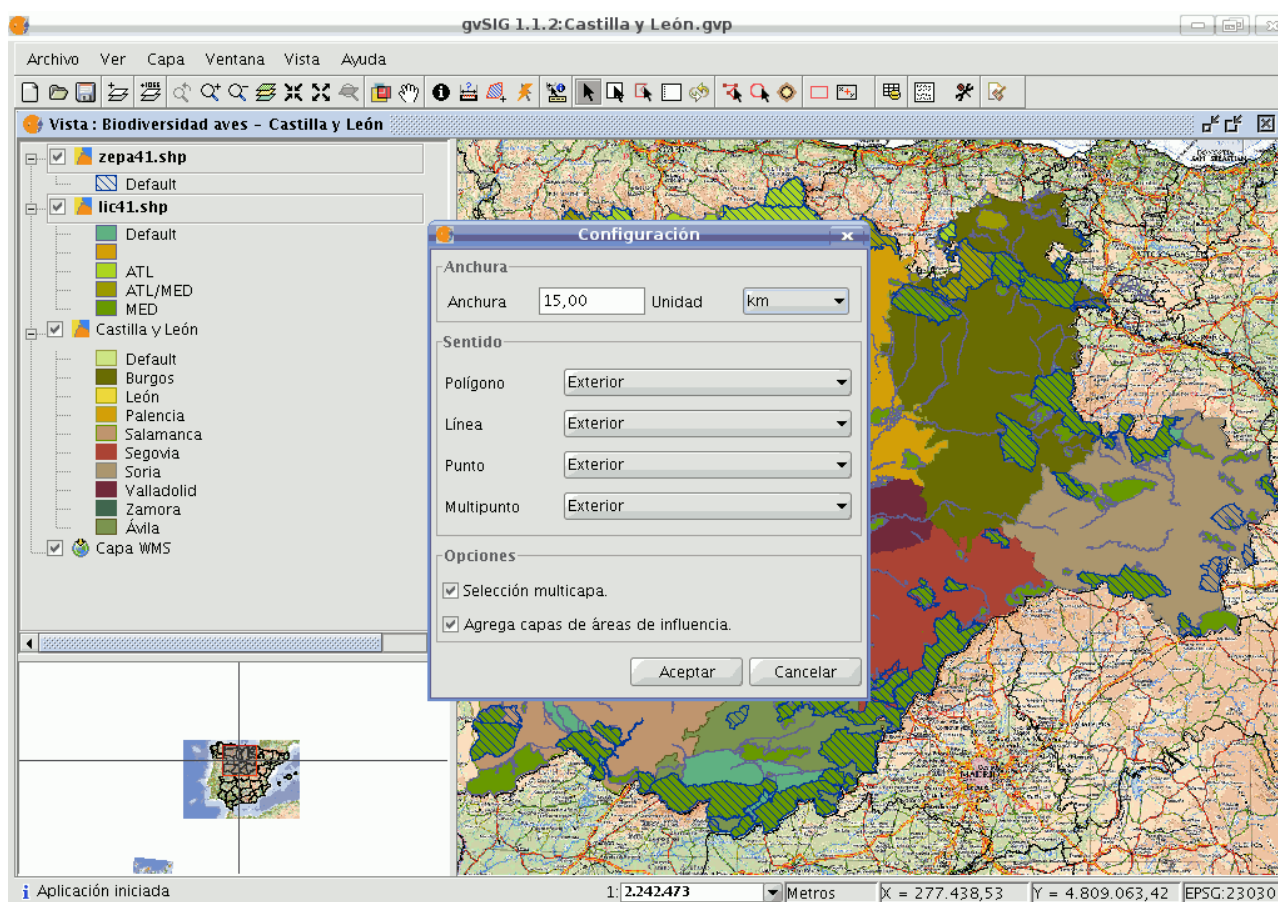 gvSIG 1.1.2:Castilla y León.gvp
Archivo Ver Capa Ventana Vista Ayuda
Vista : Biodiversidad aves – Castilla y León
zepa41.shp
Default
lic41.shp
Default
ATL
ATL/MED
MED
Castilla y León
Default
Burgos
León
Palencia
Salamanca
Segovia
Soria
Valladolid
Zamora
Ávila
Capa WMS
Configuración
Anchura
Anchura 15,00 Unidad km
Sentido
Polígono Exterior
Línea Exterior
Punto Exterior
Multipunto Exterior
Opciones
Selección multicapa.
Agrega capas de áreas de influencia.
Aceptar Cancelar
MADRID
Aplicación iniciada 1: 2.242.473 Metros X = 277.438,53 Y = 4.809.063,42 EPSG:23030